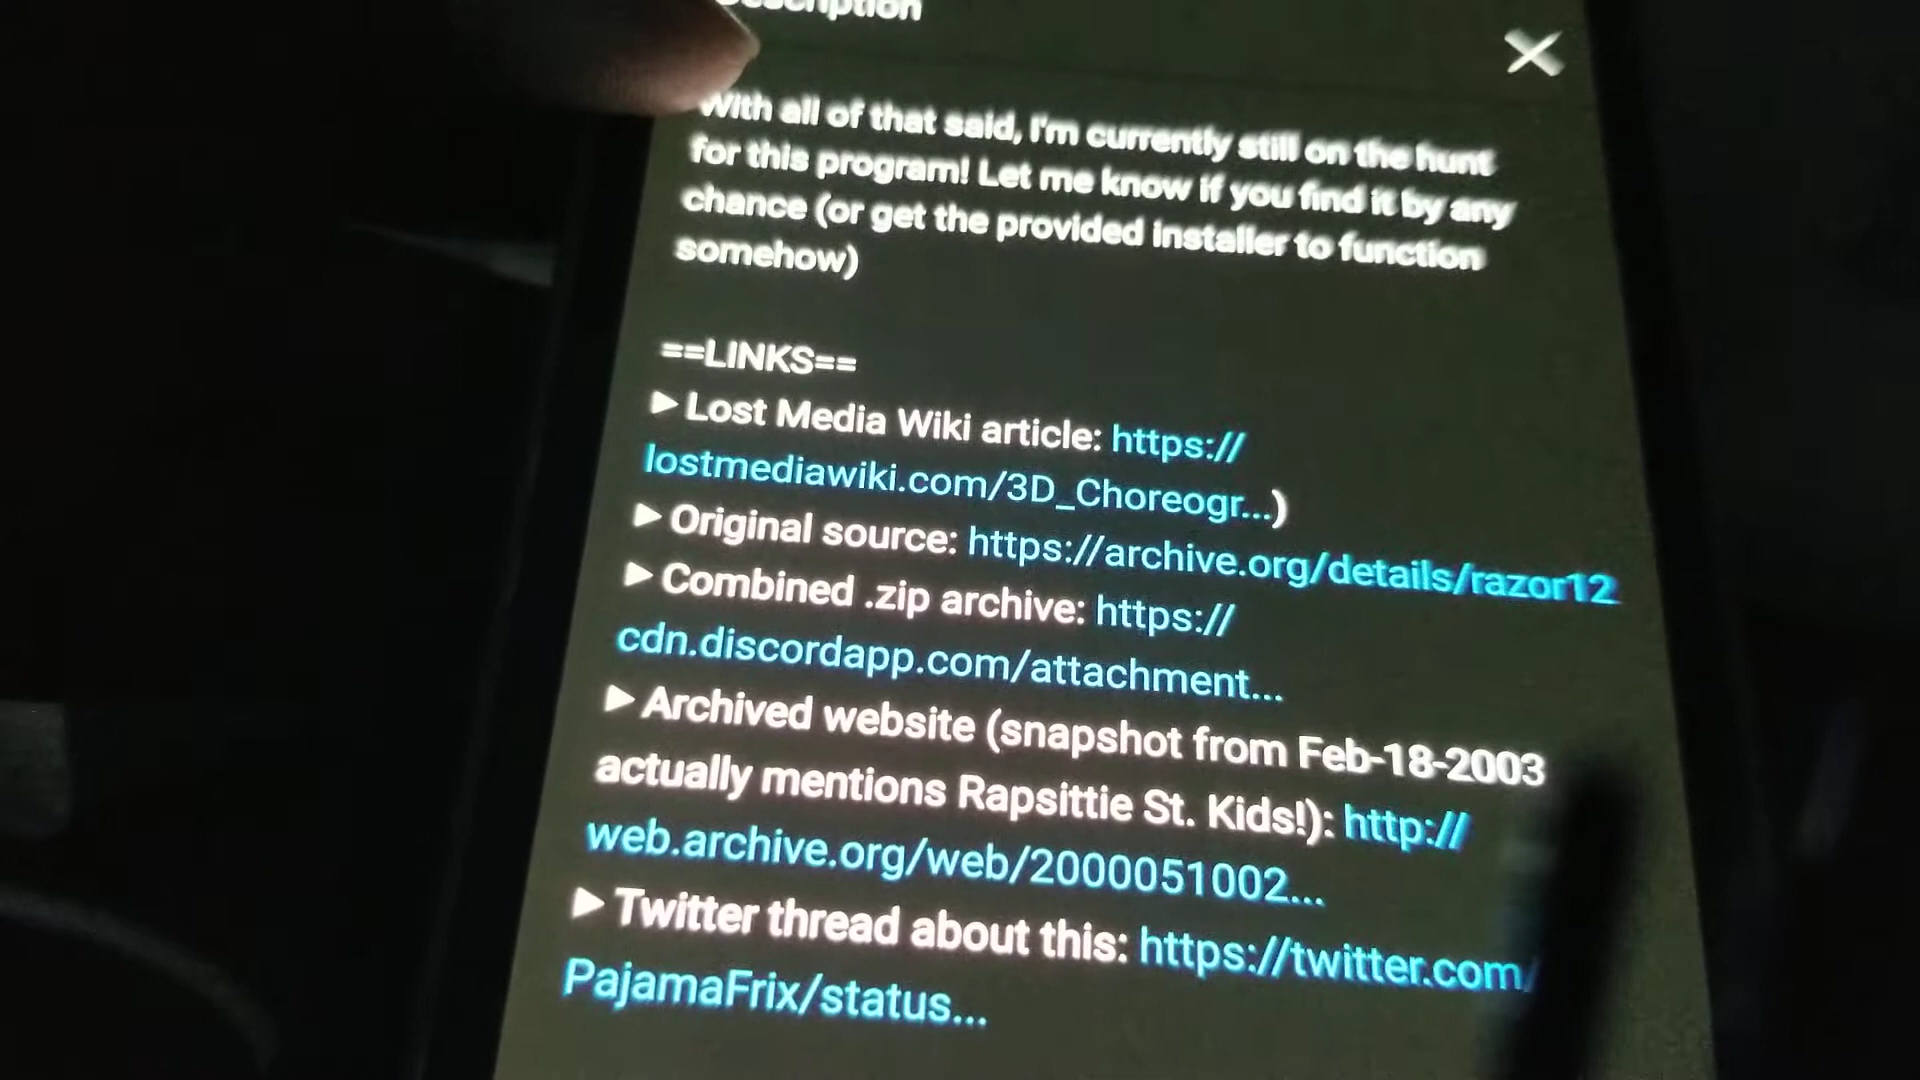 Description
With all of that said, I'm currently still on the hunt
for this program! Let me know if you find it by any
chance (or get the provided installer to function
somehow)
==LINKS==
► Lost Media Wiki article: https://
lostmediawiki.com/3D_Choreogr...)
► Original source: https://archive.org/details/razor12
► Combined .zip archive: https://
cdn.discordapp.com/attachment...
► Archived website (snapshot from Feb-18-2003
actually mentions Rapsittie St. Kids!): http://
web.archive.org/web/2000051002...
► Twitter thread about this: https://twitter.com/
PajamaFrix/status...